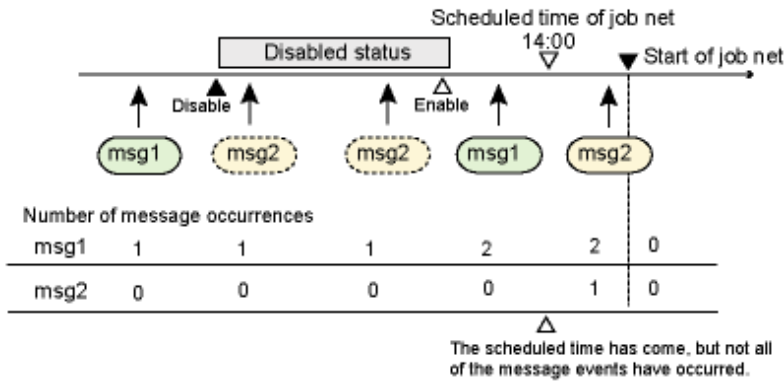 Scheduled time of job net
14:00
Disabled status
Start of job net
Disable
Enable
msg1
msg2
msg2
msg1
msg2
Number of message occurrences
msg1 1 1 1 2 2 0
msg2 0 0 0 0 1 0
The scheduled time has come, but not all
of the message events have occurred.